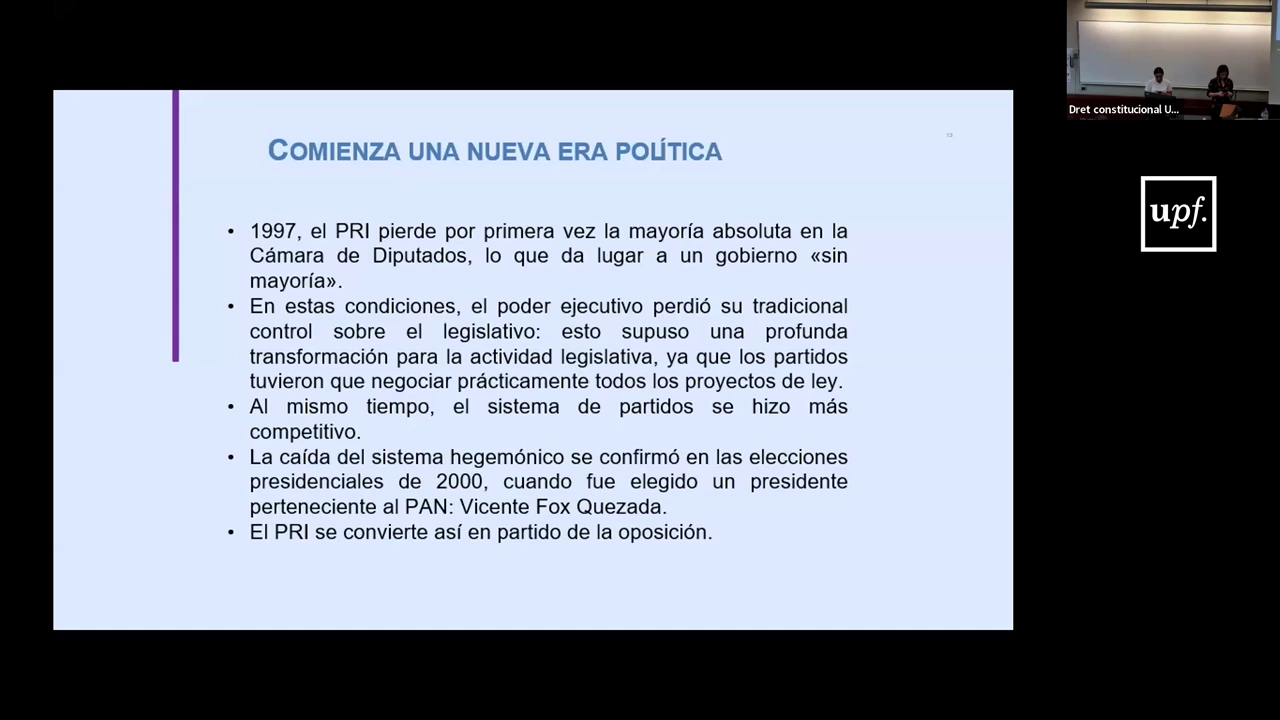 COMIENZA UNA NUEVA ERA POLÍTICA
• 1997, el PRI pierde por primera vez la mayoría absoluta en la
Cámara de Diputados, lo que da lugar a un gobierno «sin
mayoría».
• En estas condiciones, el poder ejecutivo perdió su tradicional
control sobre el legislativo: esto supuso una profunda
transformación para la actividad legislativa, ya que los partidos
tuvieron que negociar prácticamente todos los proyectos de ley.
• Al mismo tiempo, el sistema de partidos se hizo más
competitivo.
• La caída del sistema hegemónico se confirmó en las elecciones
presidenciales de 2000, cuando fue elegido un presidente
perteneciente al PAN: Vicente Fox Quezada.
• El PRI se convierte así en partido de la oposición.
Dret constitucional U...
upf.